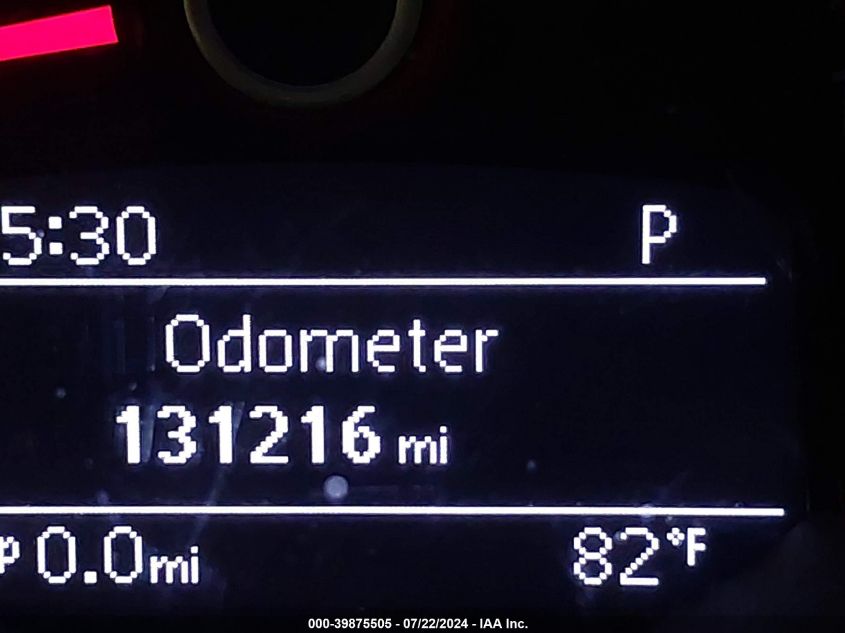 5:30 P
Odometer
131216 mi
p 0.0mi 82°F
000-39875505 - 07/22/2024 - IAA Inc.